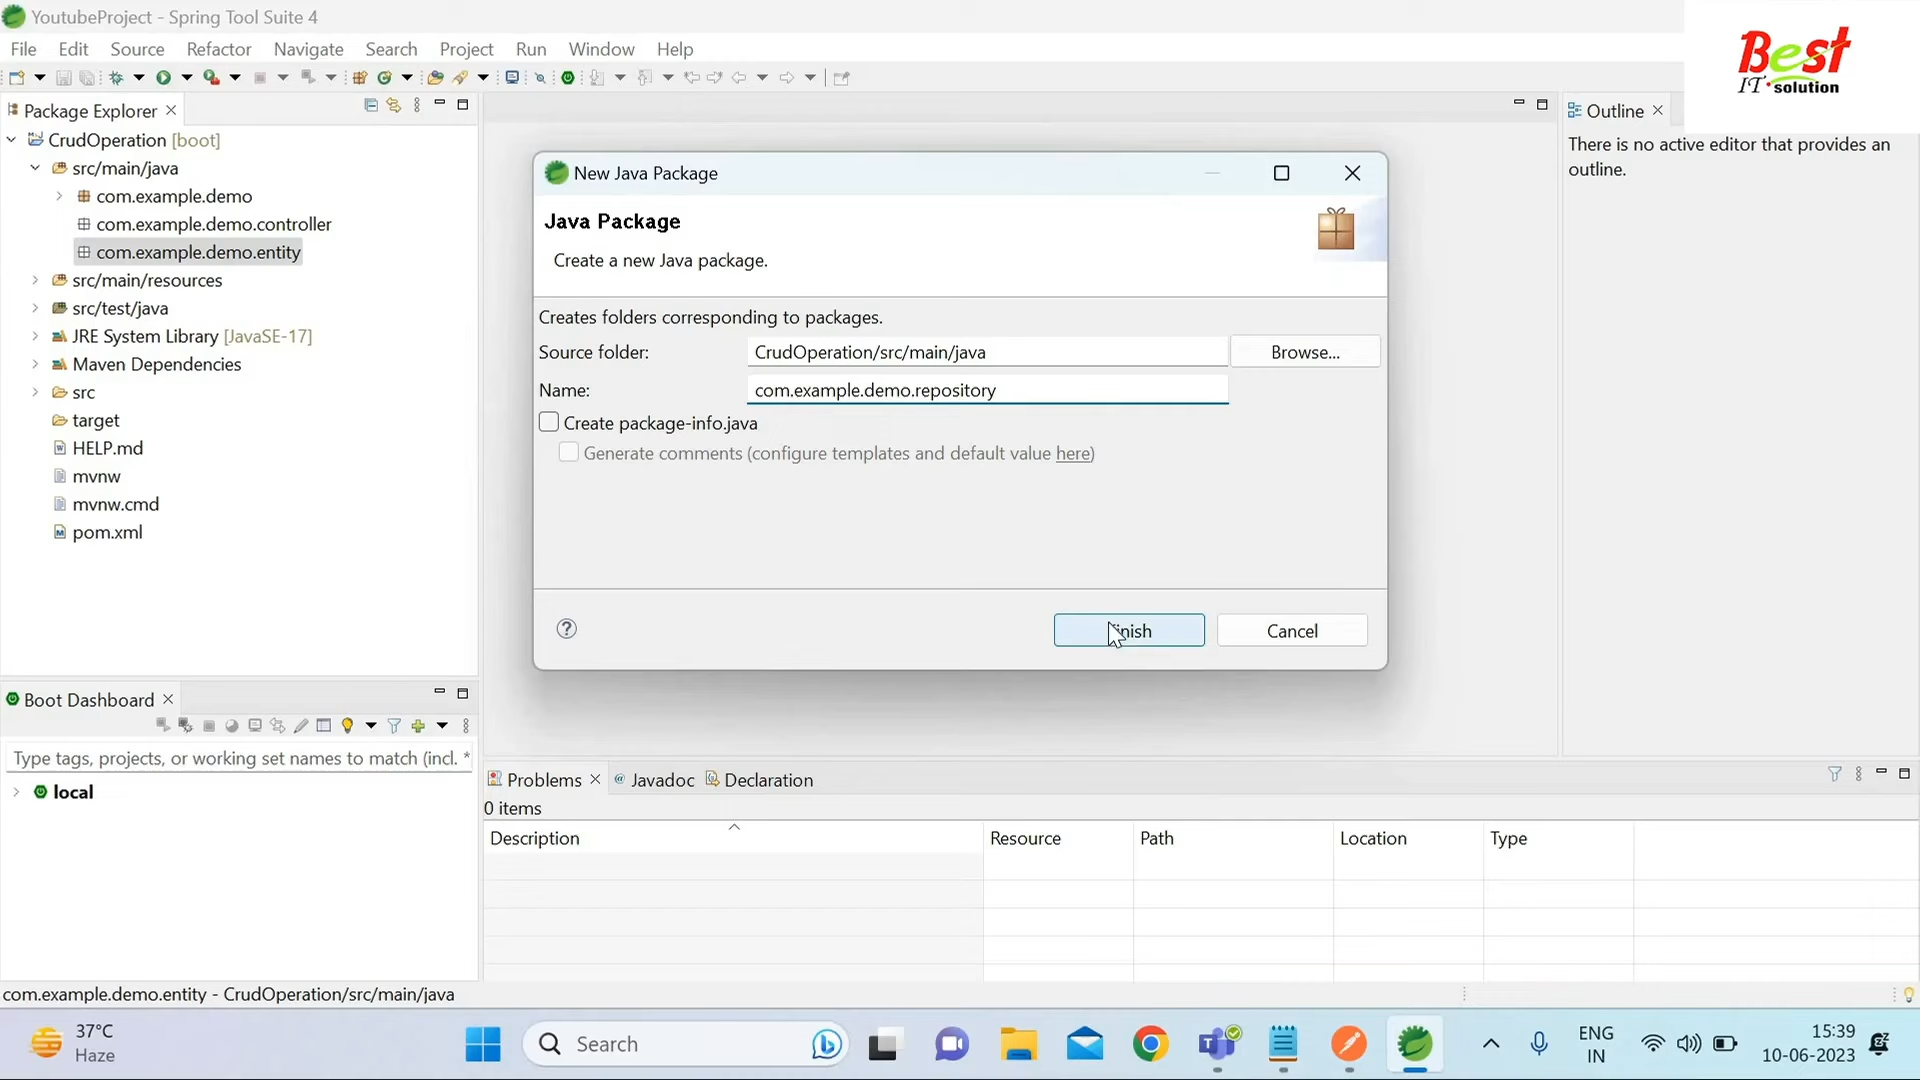 YoutubeProject - Spring Tool Suite 4
File Edit Source Refactor Navigate Search Project Run Window Help
Best
IT solution
Package Explorer
CrudOperation [boot]
src/main/java
com.example.demo
com.example.demo.controller
com.example.demo.entity
src/main/resources
src/test/java
JRE System Library [JavaSE-17]
Maven Dependencies
src
target
HELP.md
mvnw
mvnw.cmd
pom.xml
New Java Package
Java Package
Create a new Java package.
Creates folders corresponding to packages.
Source folder: CrudOperation/src/main/java Browse...
Name: com.example.demo.repository
Create package-info.java
Generate comments (configure templates and default value here)
Finish Cancel
Outline
There is no active editor that provides an
outline.
Boot Dashboard
Type tags, projects, or working set names to match (incl. *
local
Problems Javadoc Declaration
0 items
Description Resource Path Location Type
com.example.demo.entity - CrudOperation/src/main/java
37°C
Haze
Search
ENG
IN
15:39
10-06-2023